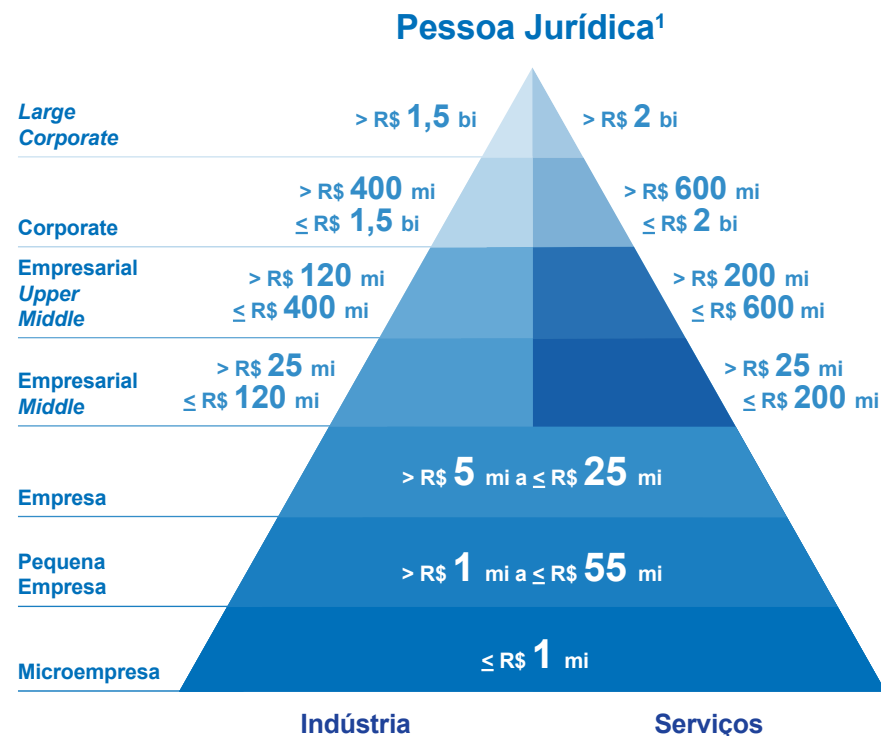 Pessoa Jurídica¹
Large
Corporate
> R$ 1,5 bi
> R$ 2 bi
Corporate
> R$ 400 mi
≤ R$ 1,5 bi
> R$ 600 mi
≤ R$ 2 bi
Empresarial
Upper
Middle
> R$ 120 mi
≤ R$ 400 mi
> R$ 200 mi
≤ R$ 600 mi
Empresarial
Middle
> R$ 25 mi
≤ R$ 120 mi
> R$ 25 mi
≤ R$ 200 mi
Empresa
> R$ 5 mi a ≤ R$ 25 mi
Pequena
Empresa
> R$ 1 mi a ≤ R$ 55 mi
Microempresa
≤ R$ 1 mi
Indústria
Serviços